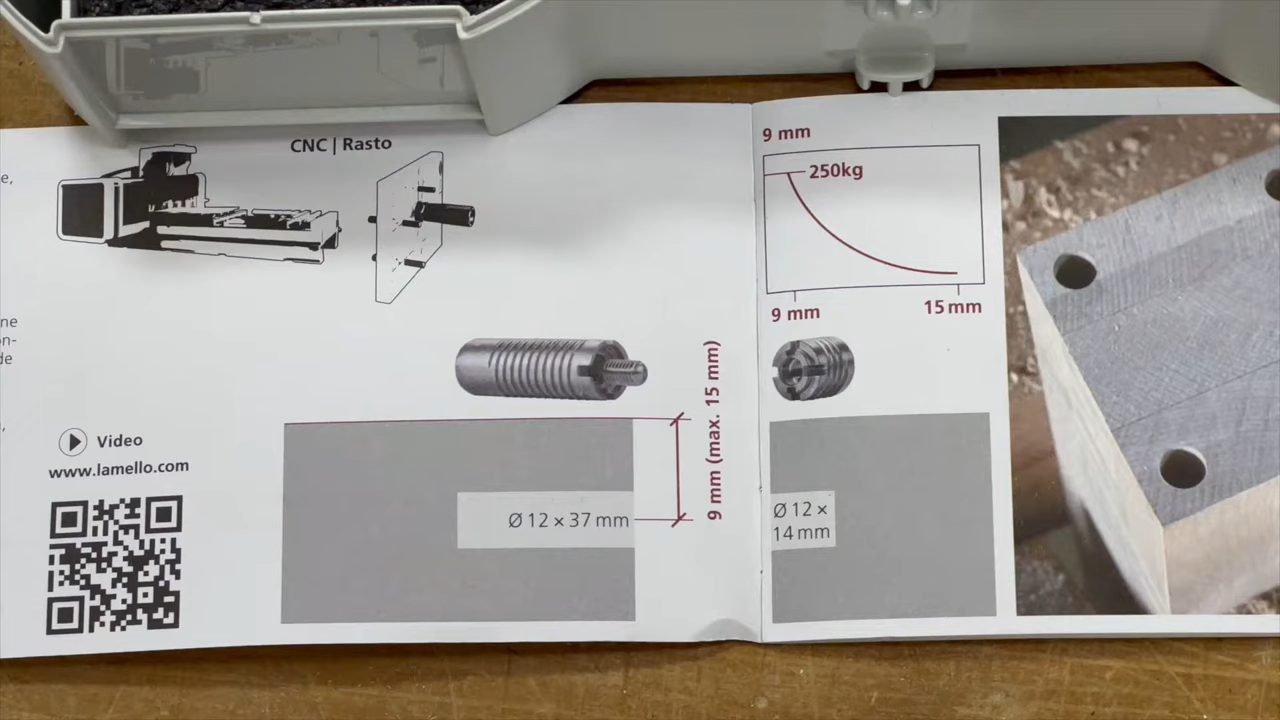 CNC | Rasto
Video
www.lamello.com
Ø 12 × 37 mm
9 mm (max. 15 mm)
9 mm
250kg
9 mm
15 mm
Ø 12 ×
14 mm